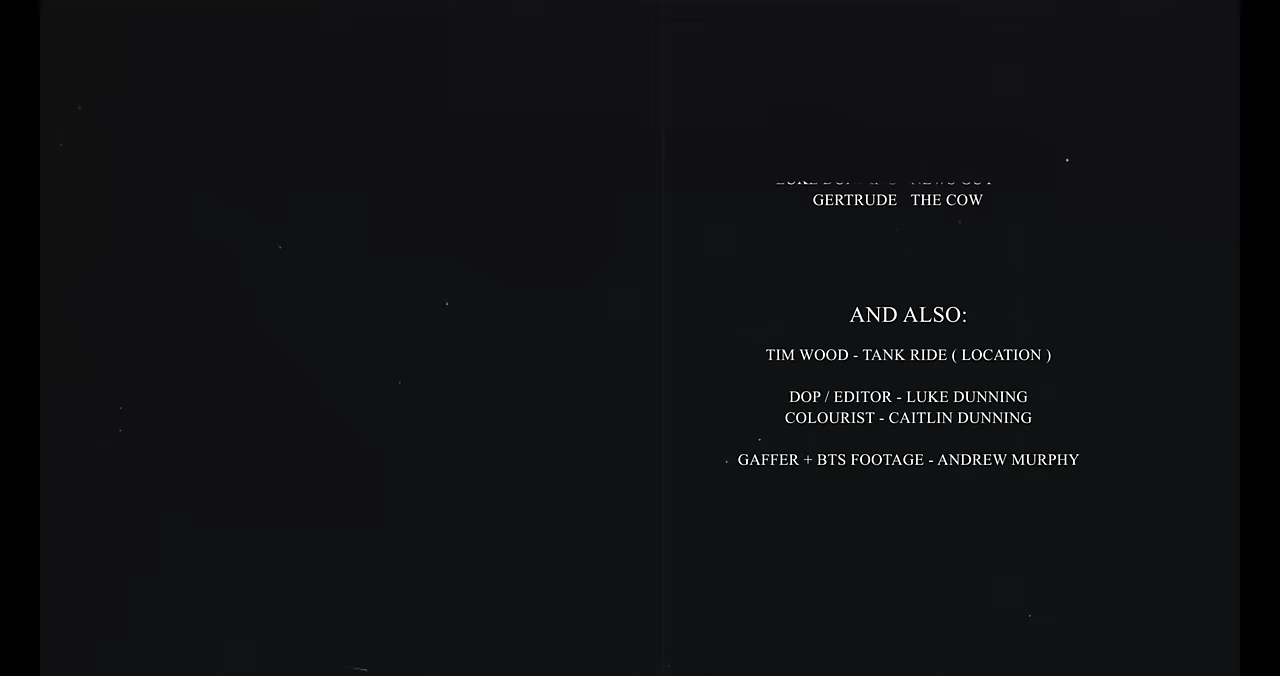 GERTRUDE THE COW
AND ALSO:
TIM WOOD - TANK RIDE ( LOCATION )
DOP / EDITOR - LUKE DUNNING
COLOURIST - CAITLIN DUNNING
GAFFER + BTS FOOTAGE - ANDREW MURPHY